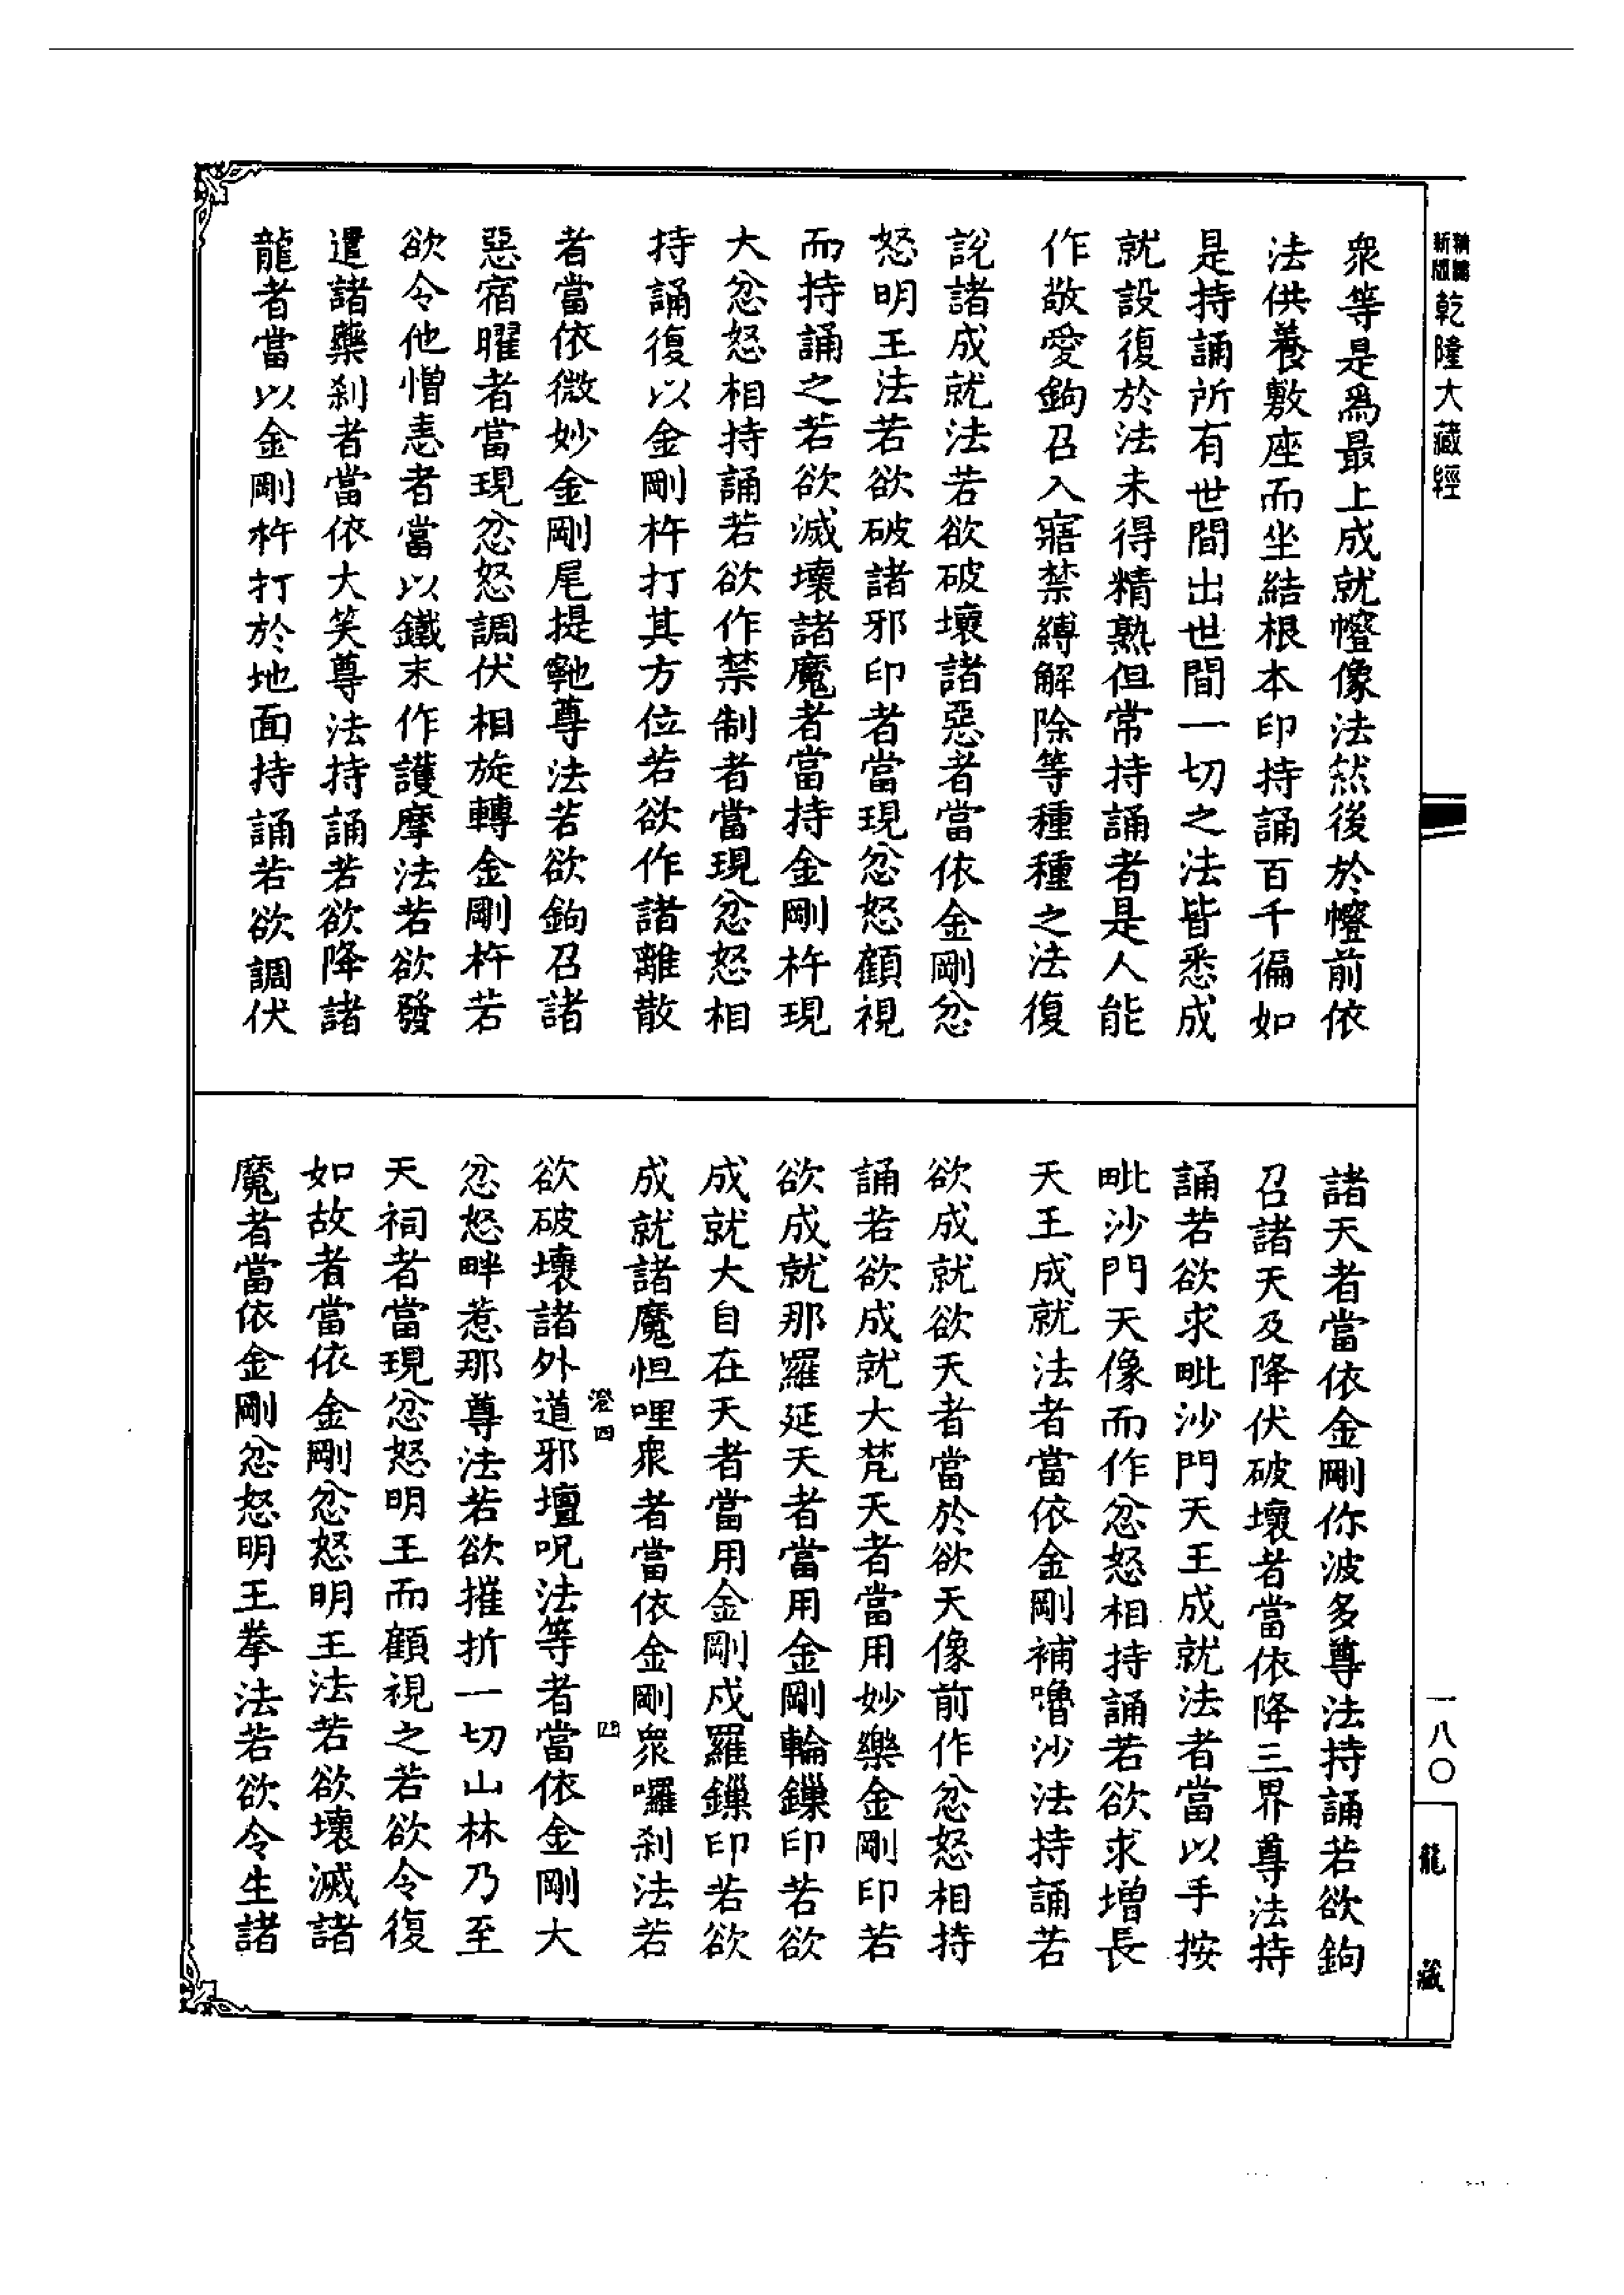 精編
新版
乾隆大藏經
衆等是爲最上成就幢像法然後於幢前依
法供養敷座而坐結根本印持誦百千徧如
是持誦所有世間出世間一切之法皆悉成
就設復於法未得精熟但常持誦者是人能
作敬愛鉤召入寤禁縛解除等種種之法復
說諸成就法若欲破壞諸惡者當依金剛忿
怒明王法若欲破諸邪印者當現忿怒顧視
而持誦之若欲滅壞諸魔者當持金剛杵現
大忿怒相持誦若欲作禁制者當現忿怒相
持誦復以金剛杵打其方位若欲作諸離散
者當依微妙金剛尾提㘑尊法若欲鉤召諸
惡宿曜者當現忿怒調伏相旋轉金剛杵若
欲令他憎恚者當以鐵末作護摩法若欲發
遣諸藥剎者當依大笑尊法持誦若欲降諸
龍者當以金剛杵打於地面持誦若欲調伏
諸天者當依金剛你波多尊法持誦若欲鉤
召諸天及降伏破壞者當依降三界尊法持
誦若欲求毗沙門天王成就法者當以手按
毗沙門天像而作忿怒相持誦若欲求增長
天王成就法者當依金剛補嚕沙法持誦若
欲成就欲天者當於欲天像前作忿怒相持
誦若欲成就大梵天者當用妙樂金剛印若
欲成就那羅延天者當用金剛輪鏁印若欲
成就大自在天者當用金剛戍羅鏁印若欲
成就諸魔怛哩衆者當依金剛衆囉剎法若
澄四
四
欲破壞諸外道邪壇呪法等者當依金剛大
忿怒畔惹那尊法若欲摧折一切山林乃至
天祠者當現忿怒明王而顧視之若欲令復
如故者當依金剛忿怒明王法若欲壞滅諸
魔者當依金剛忿怒明王拳法若欲令生諸
一八〇
龍藏